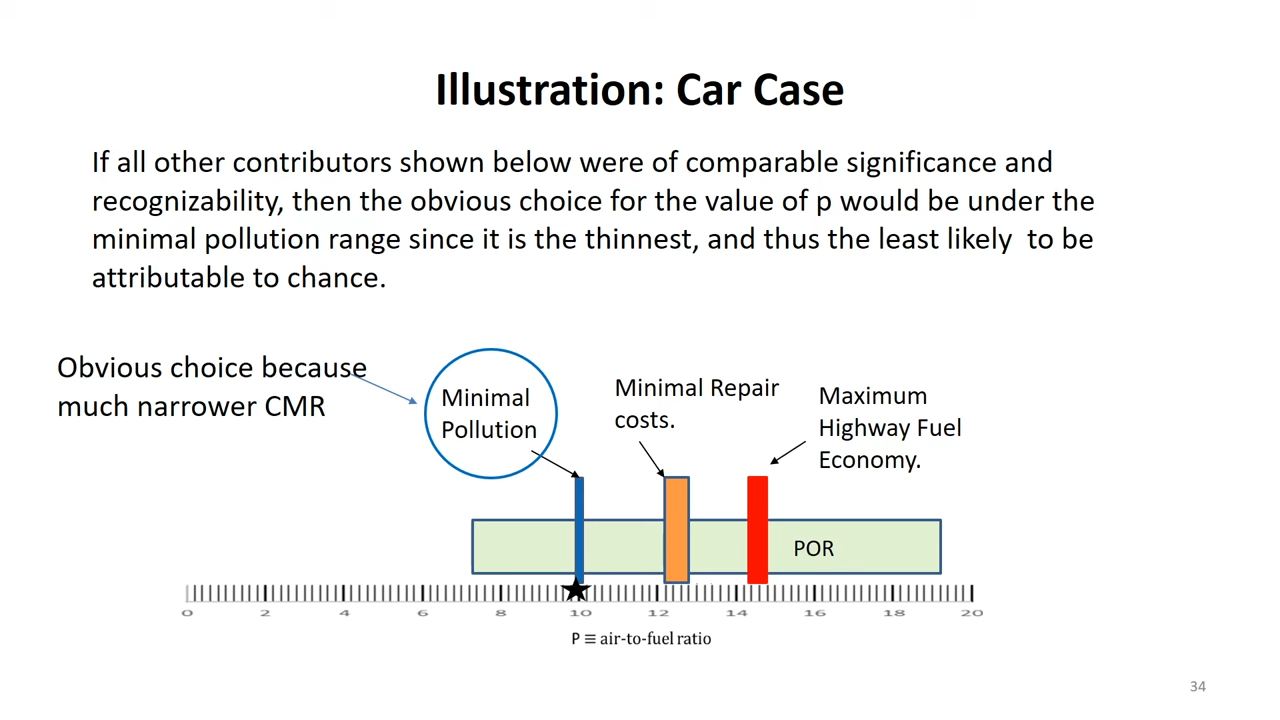 Illustration: Car Case
If all other contributors shown below were of comparable significance and
recognizability, then the obvious choice for the value of p would be under the
minimal pollution range since it is the thinnest, and thus the least likely  to be
attributable to chance.
Obvious choice because
much narrower CMR
Minimal
Pollution
Minimal Repair
costs.
Maximum
Highway Fuel
Economy.
POR
0 2 4 6 8 10 12 14 16 18 20
P ≡ air-to-fuel ratio
34